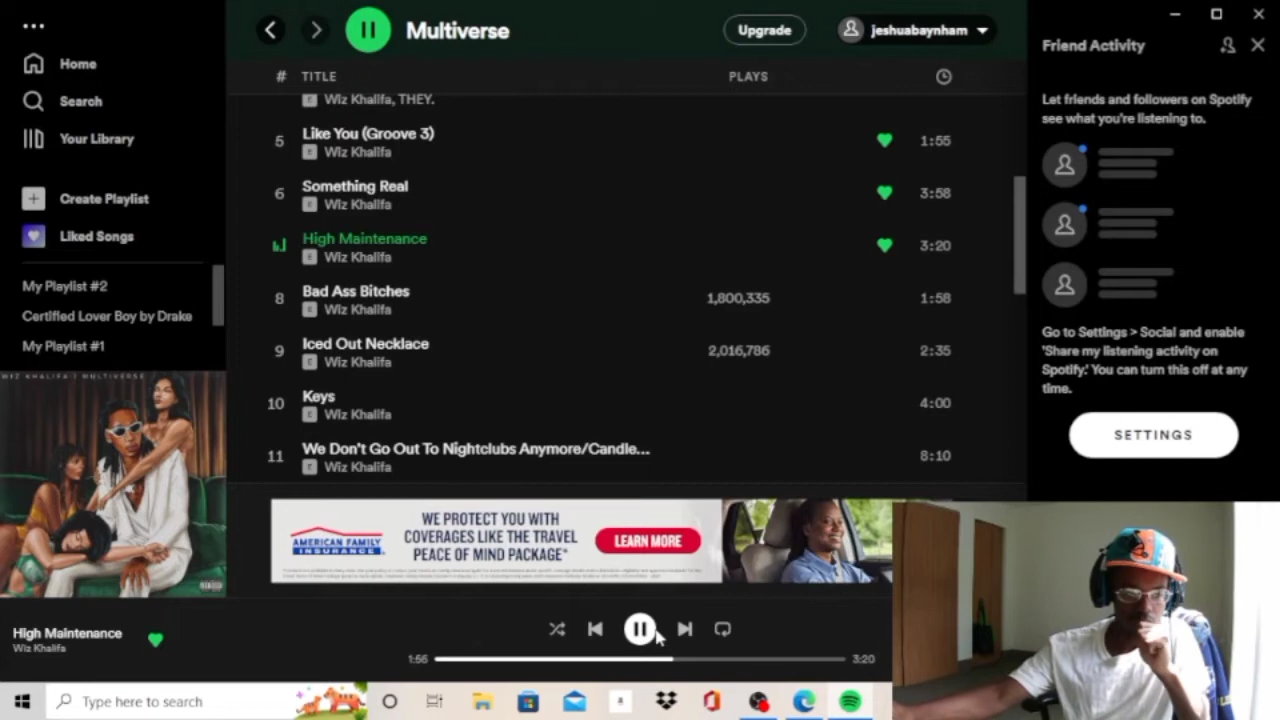 Multiverse
Upgrade
jeshuabaynham
Friend Activity
Home
Search
Your Library
Create Playlist
Liked Songs
My Playlist #2
Certified Lover Boy by Drake
My Playlist #1
WIZ KHALIFA | MULTIVERSE
# TITLE PLAYS
E Wiz Khalifa, THEY.
5 Like You (Groove 3) 1:55
E Wiz Khalifa
6 Something Real 3:58
E Wiz Khalifa
High Maintenance 3:20
E Wiz Khalifa
8 Bad Ass Bitches 1,800,335 1:58
E Wiz Khalifa
9 Iced Out Necklace 2,016,786 2:35
E Wiz Khalifa
10 Keys 4:00
E Wiz Khalifa
11 We Don't Go Out To Nightclubs Anymore/Candle... 8:10
E Wiz Khalifa
Let friends and followers on Spotify
see what you're listening to.
Go to Settings > Social and enable
'Share my listening activity on
Spotify.' You can turn this off at any
time.
SETTINGS
AMERICAN FAMILY
INSURANCE
WE PROTECT YOU WITH
COVERAGES LIKE THE TRAVEL
PEACE OF MIND PACKAGE*
LEARN MORE
High Maintenance
Wiz Khalifa
1:56 3:20
Type here to search